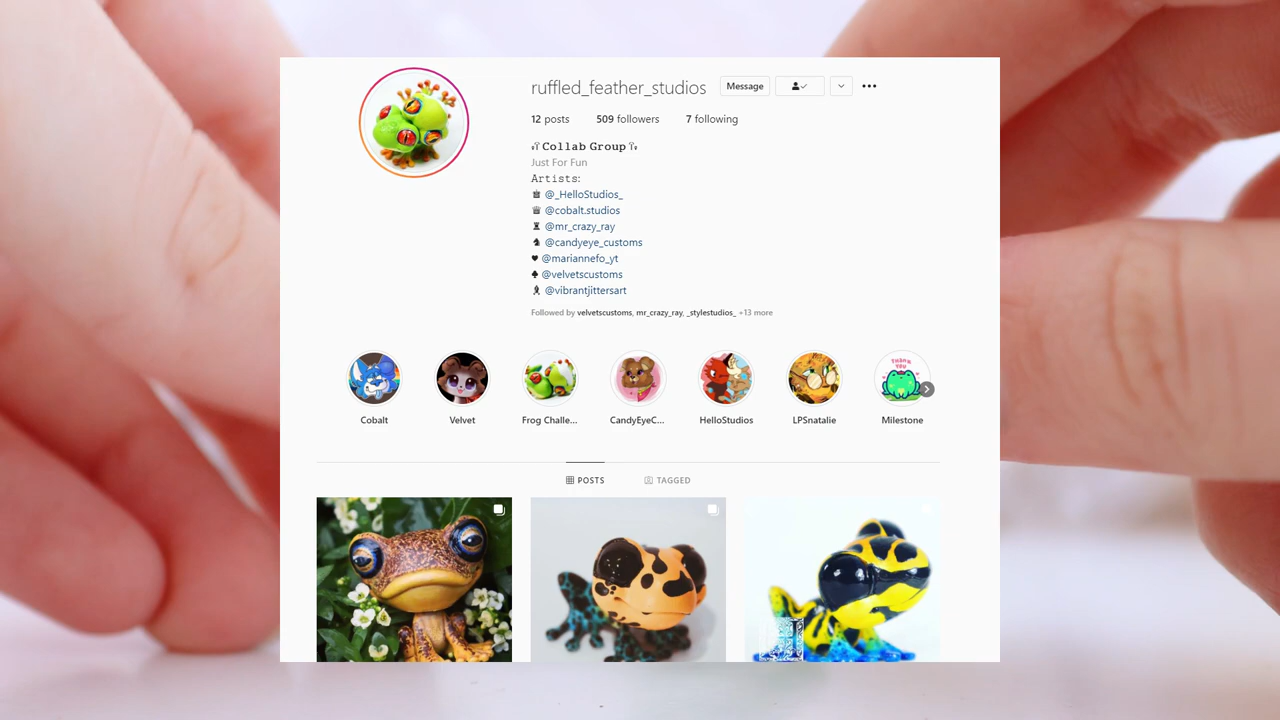 ruffled_feather_studios Message
12 posts 509 followers 7 following
Collab Group
Just For Fun
Artists:
@_HelloStudios_
@cobalt.studios
@mr_crazy_ray
@candyeye_customs
@mariannefo_yt
@velvetscustoms
@vibrantjittersart
Followed by velvetscustoms, mr_crazy_ray, _stylestudios_ +13 more
THANK
YOU
Cobalt Velvet Frog Challe... CandyEyeC... HelloStudios LPSnatalie Milestone
POSTS TAGGED